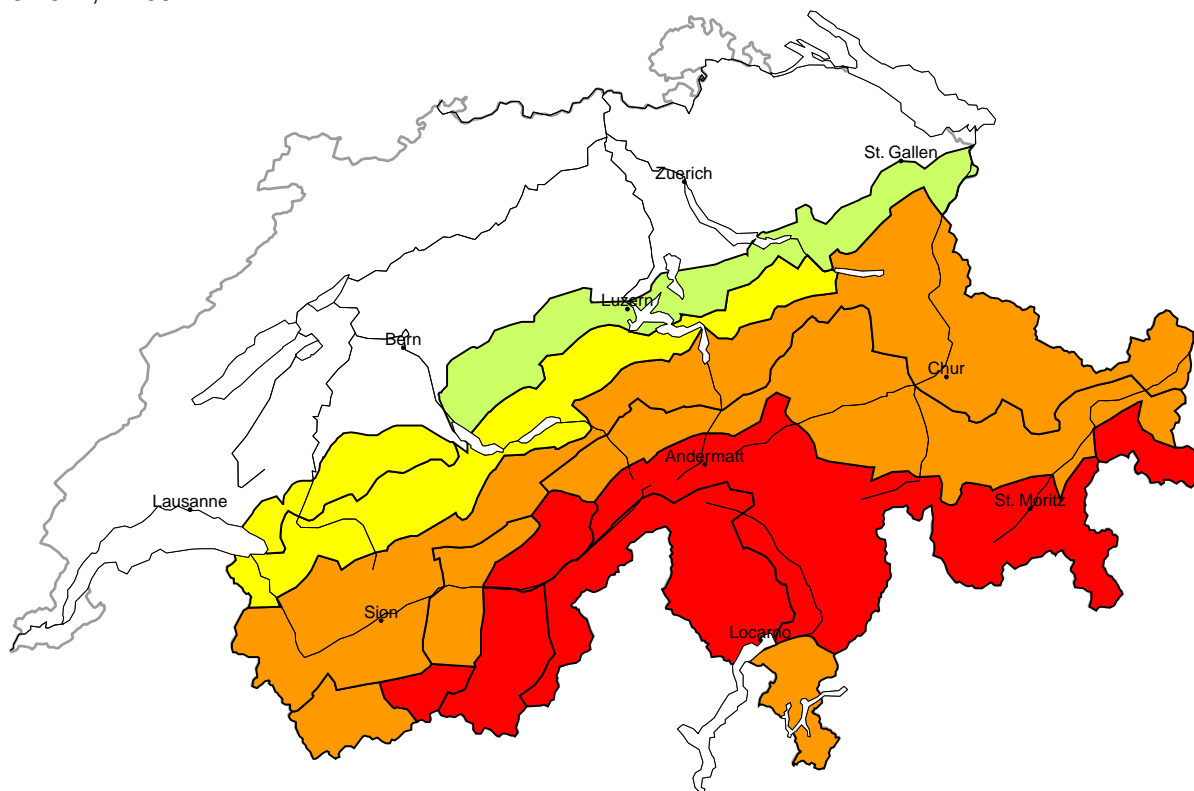 St. Gallen
Zuerich
Luzern
Bern
Chur
Andermatt
Lausanne
St. Moritz
Sion
Locarno